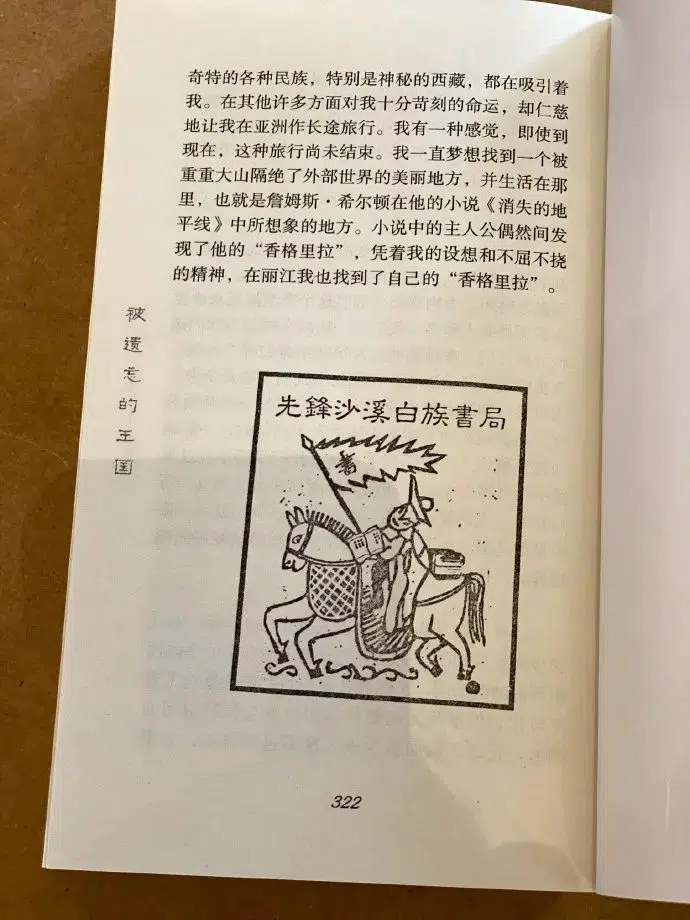 奇特的各种民族，特别是神秘的西藏，都在吸引着
我。在其他许多方面对我十分苛刻的命运，却仁慈
地让我在亚洲作长途旅行。我有一种感觉，即使到
现在，这种旅行尚未结束。我一直梦想找到一个被
重重大山隔绝了外部世界的美丽地方，并生活在那
里，也就是詹姆斯·希尔顿在他的小说《消失的地
平线》中所想象的地方。小说中的主人公偶然间发
现了他的“香格里拉”，凭着我的设想和不屈不挠
的精神，在丽江我也找到了自己的“香格里拉”。
被遗忘的王国
先鋒沙溪白族書局
書
322